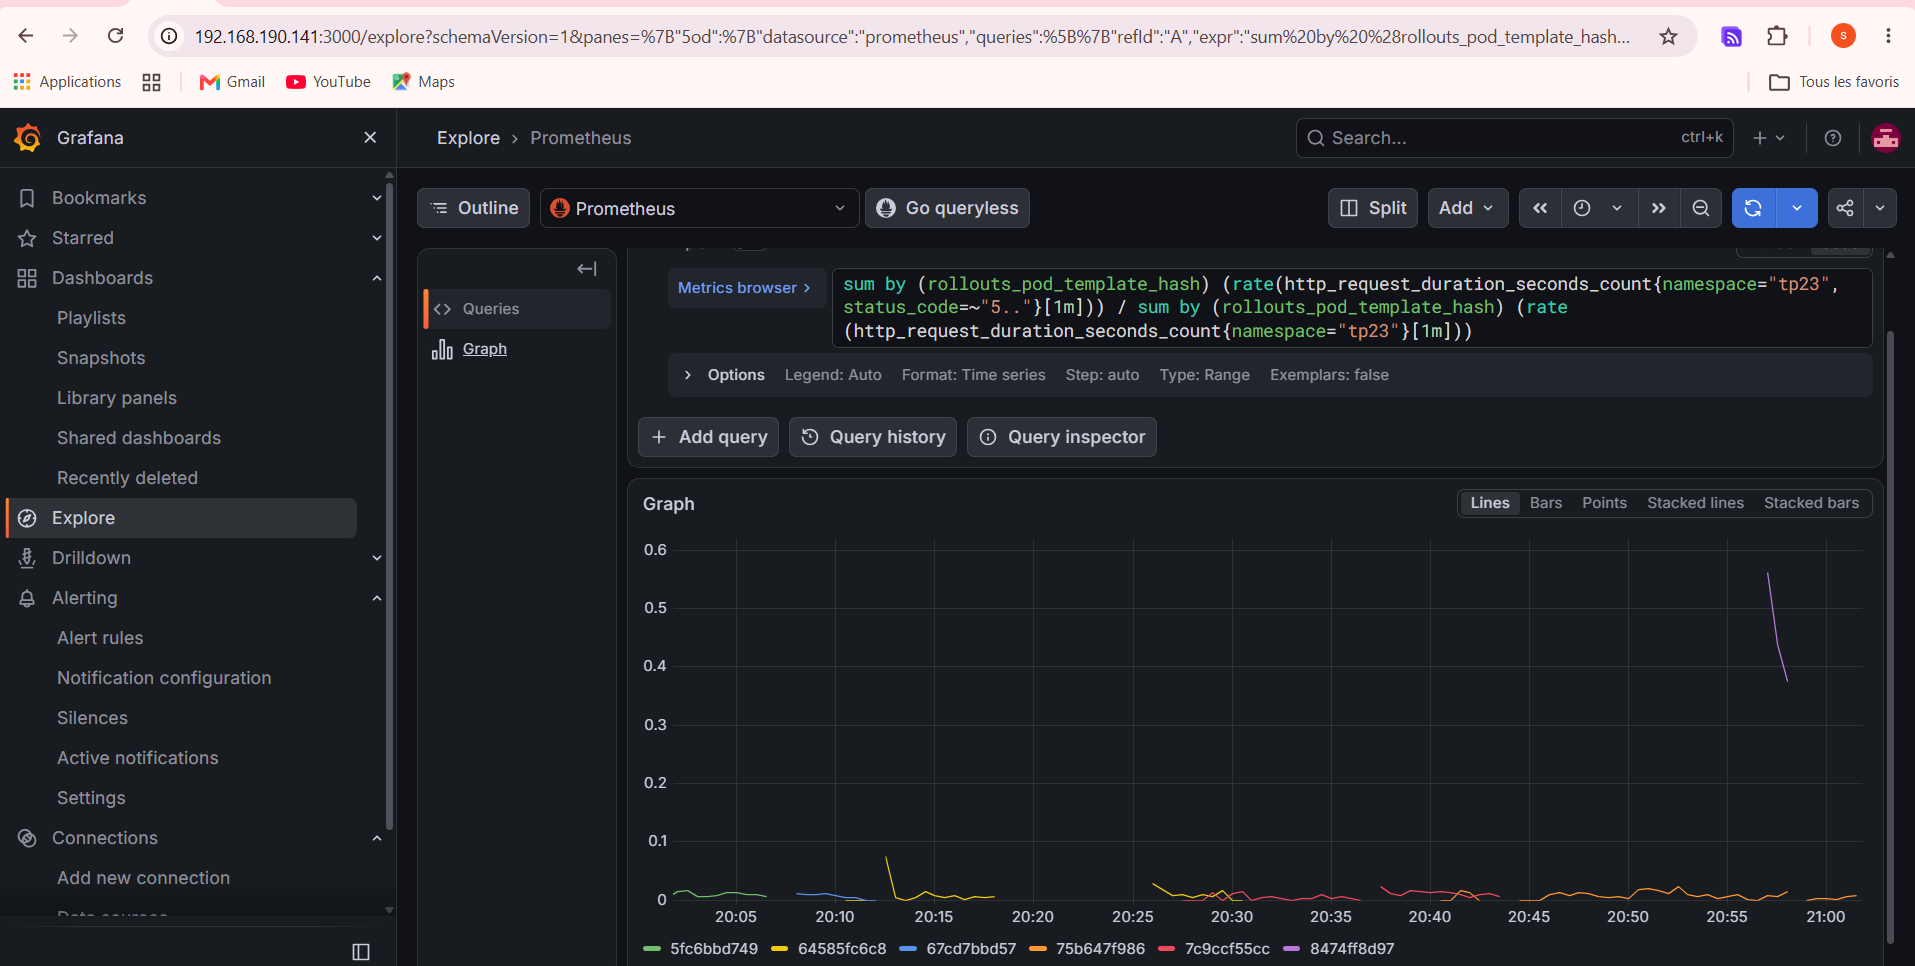 192.168.190.141:3000/explore?schemaVersion=1&panes=%7B"5od":%7B"datasource":"prometheus","queries":%5B%7B"refId":"A","expr":"sum%20by%20%28rollouts_pod_template_hash...
S
Applications
Gmail
YouTube
Maps
Tous les favoris
Grafana
Explore › Prometheus
Search...
ctrl+k
Bookmarks
Starred
Dashboards
Playlists
Snapshots
Library panels
Shared dashboards
Recently deleted
Explore
Drilldown
Alerting
Alert rules
Notification configuration
Silences
Active notifications
Settings
Connections
Add new connection
Outline
Prometheus
Go queryless
Split
Add
Queries
Graph
Metrics browser >
sum by (rollouts_pod_template_hash) (rate(http_request_duration_seconds_count{namespace="tp23",
status_code=~"5.."}[1m])) / sum by (rollouts_pod_template_hash) (rate
(http_request_duration_seconds_count{namespace="tp23"}[1m]))
Options Legend: Auto Format: Time series Step: auto Type: Range Exemplars: false
+ Add query
Query history
Query inspector
Graph
Lines Bars Points Stacked lines Stacked bars
0.6
0.5
0.4
0.3
0.2
0.1
0
20:05 20:10 20:15 20:20 20:25 20:30 20:35 20:40 20:45 20:50 20:55 21:00
5fc6bbd749 64585fc6c8 67cd7bbd57 75b647f986 7c9ccf55cc 8474ff8d97